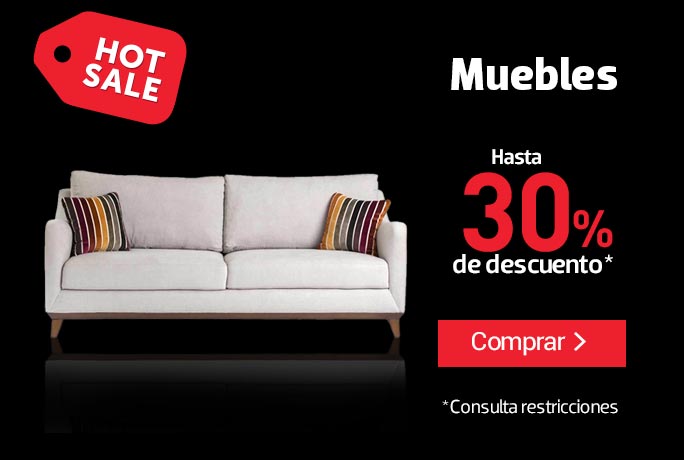 HOT
SALE
Muebles
Hasta
30%
de descuento*
Comprar >
*Consulta restricciones